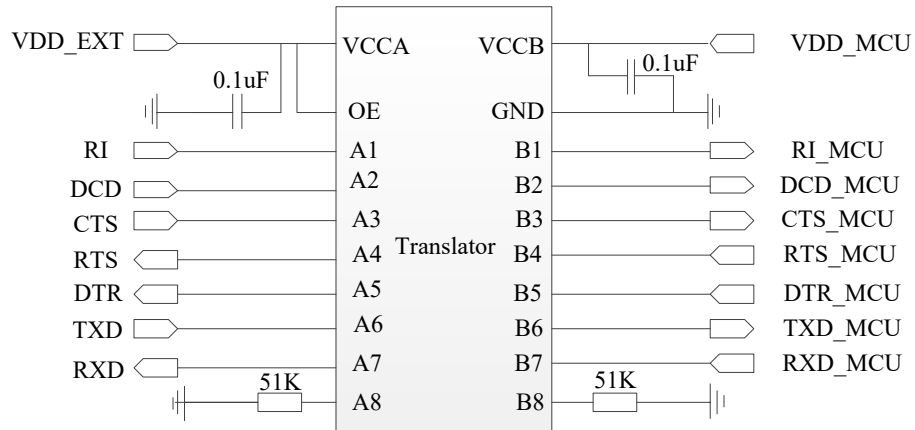 VDD_EXT VCCA VCCB VDD_MCU
0.1uF 0.1uF
OE GND
RI A1 B1 RI_MCU
DCD A2 B2 DCD_MCU
CTS A3 B3 CTS_MCU
RTS A4 Translator B4 RTS_MCU
DTR A5 B5 DTR_MCU
TXD A6 B6 TXD_MCU
RXD A7 B7 RXD_MCU
51K A8 B8 51K